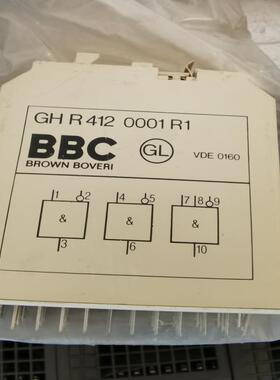 GH R 412 0001 R1
BBC GL VDE 0160
BROWN BOVERI
1 2 4 5 7 8 9
& & &
3 6 10